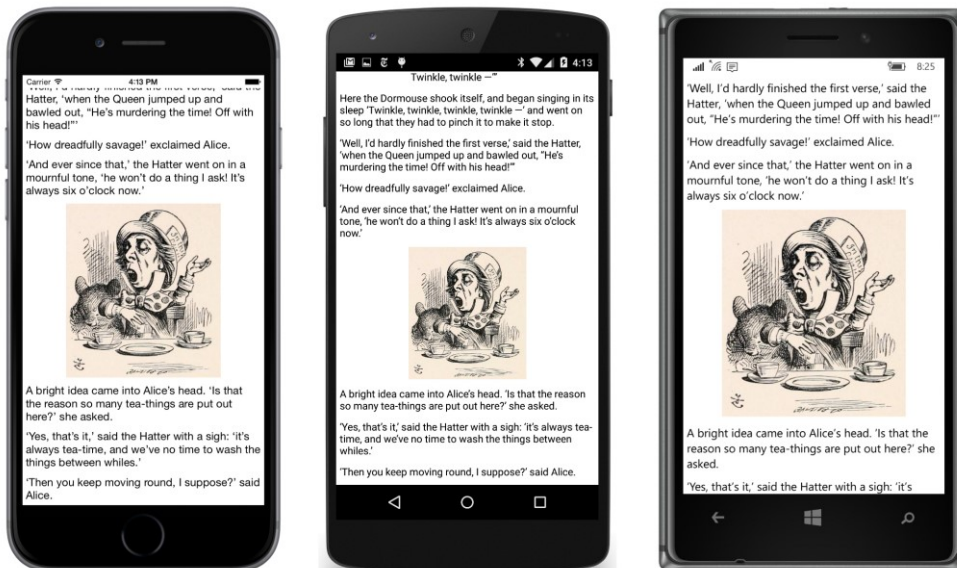 Carrier 4:13 PM
'Well, I'd hardly finished the first verse,' said the
Hatter, 'when the Queen jumped up and
bawled out, "He's murdering the time! Off with
his head!"'
'How dreadfully savage!' exclaimed Alice.
'And ever since that,' the Hatter went on in a
mournful tone, 'he won't do a thing I ask! It's
always six o'clock now.'
A bright idea came into Alice's head. 'Is that
the reason so many tea-things are put out
here?' she asked.
'Yes, that's it,' said the Hatter with a sigh: 'it's
always tea-time, and we've no time to wash the
things between whiles.'
'Then you keep moving round, I suppose?' said
Alice.
4:13
Twinkle, twinkle —"'
Here the Dormouse shook itself, and began singing in its
sleep 'Twinkle, twinkle, twinkle, twinkle —' and went on
so long that they had to pinch it to make it stop.
'Well, I'd hardly finished the first verse,' said the Hatter,
'when the Queen jumped up and bawled out, "He's
murdering the time! Off with his head!"'
'How dreadfully savage!' exclaimed Alice.
'And ever since that,' the Hatter went on in a mournful
tone, 'he won't do a thing I ask! It's always six o'clock
now.'
A bright idea came into Alice's head. 'Is that the reason
so many tea-things are put out here?' she asked.
'Yes, that's it,' said the Hatter with a sigh: 'it's always tea-
time, and we've no time to wash the things between
whiles.'
'Then you keep moving round, I suppose?' said Alice.
8:25
'Well, I'd hardly finished the first verse,' said the
Hatter, 'when the Queen jumped up and bawled
out, "He's murdering the time! Off with his head!"'
'How dreadfully savage!' exclaimed Alice.
'And ever since that,' the Hatter went on in a
mournful tone, 'he won't do a thing I ask! It's
always six o'clock now.'
A bright idea came into Alice's head. 'Is that the
reason so many tea-things are put out here?' she
asked.
'Yes, that's it,' said the Hatter with a sigh: 'it's